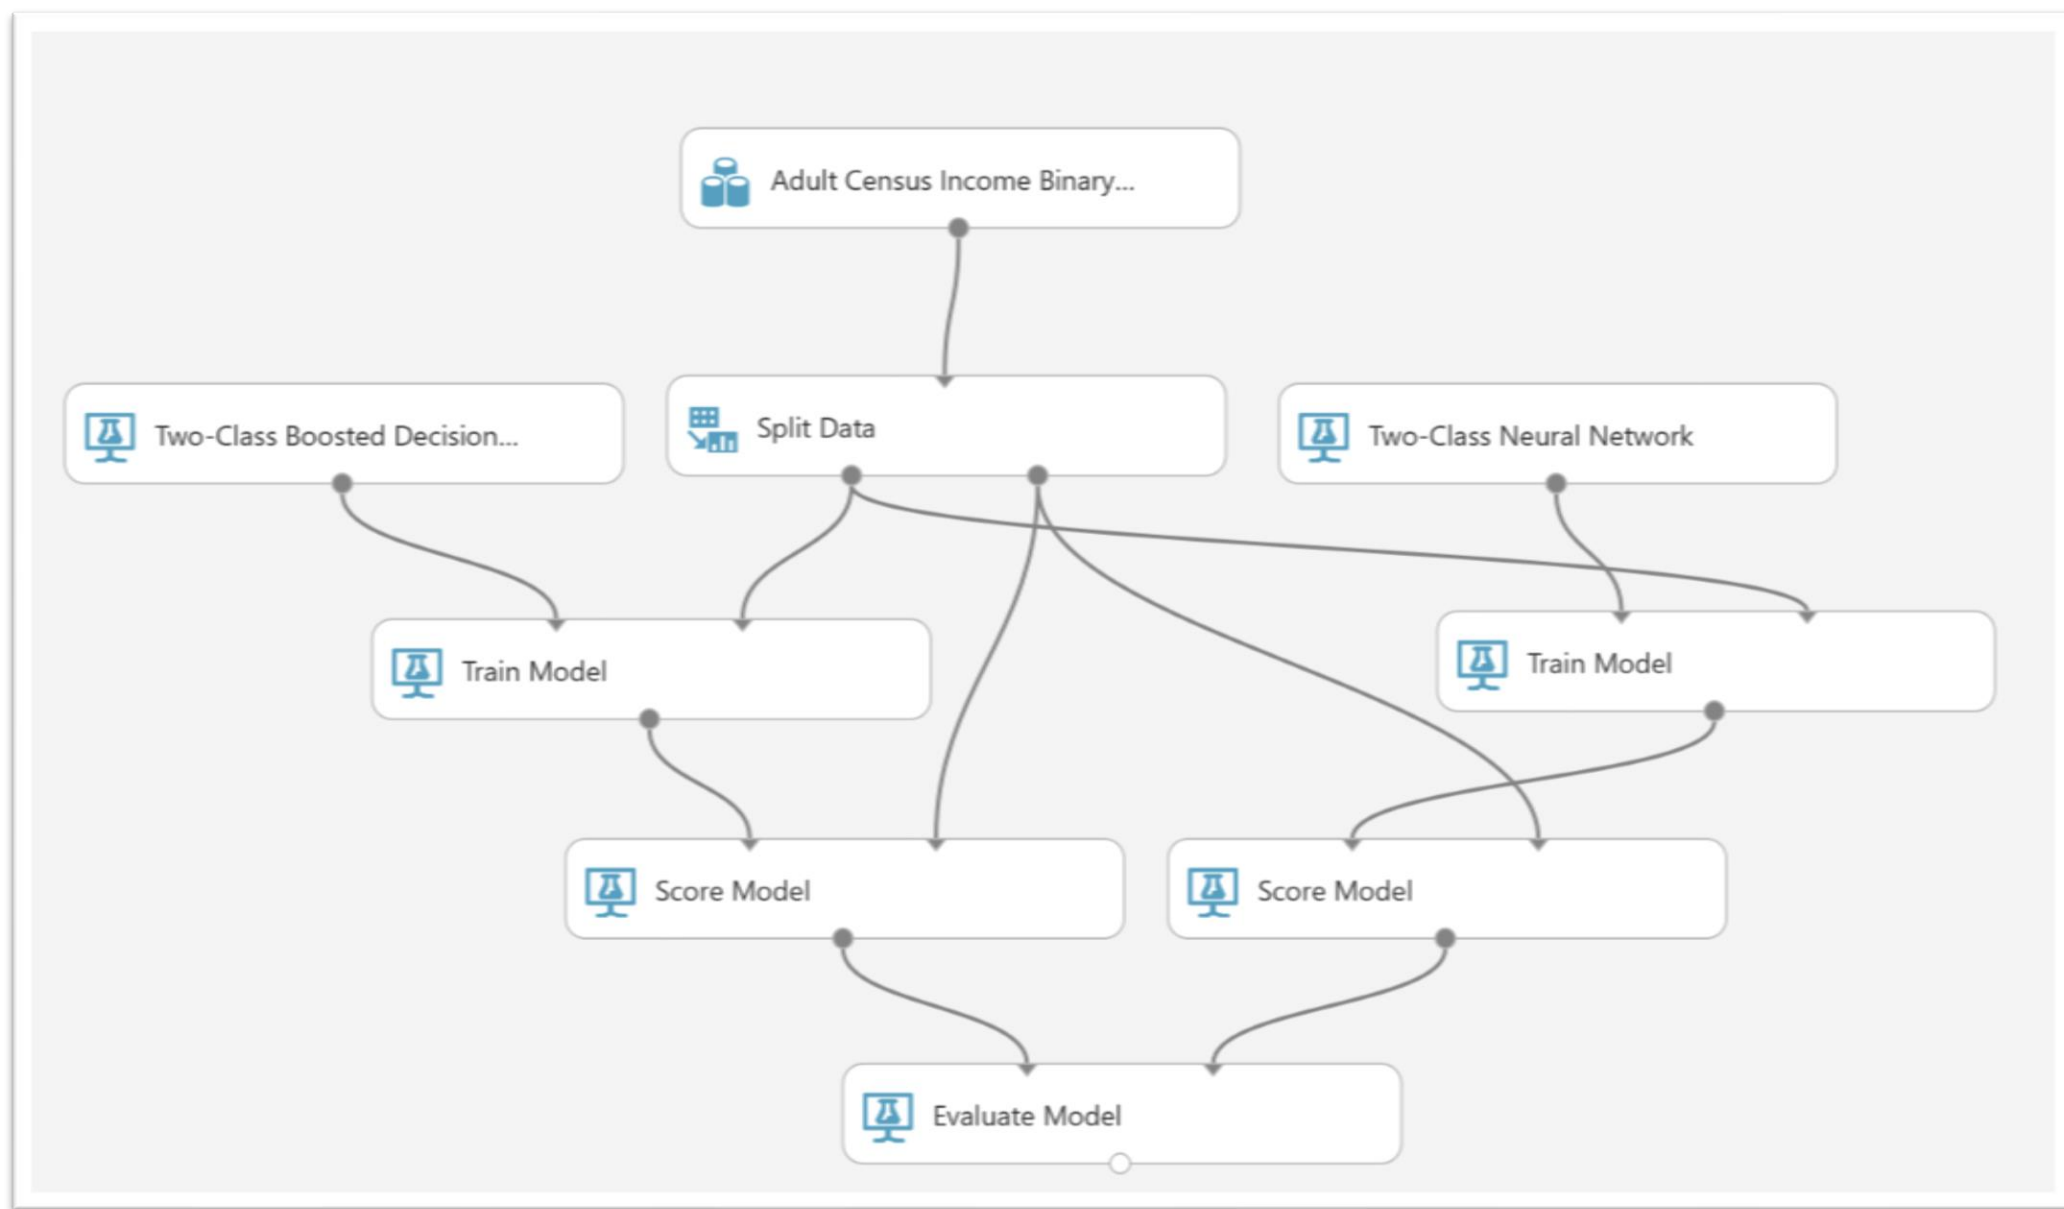 Adult Census Income Binary...
Two-Class Boosted Decision...
Split Data
Two-Class Neural Network
Train Model
Train Model
Score Model
Score Model
Evaluate Model